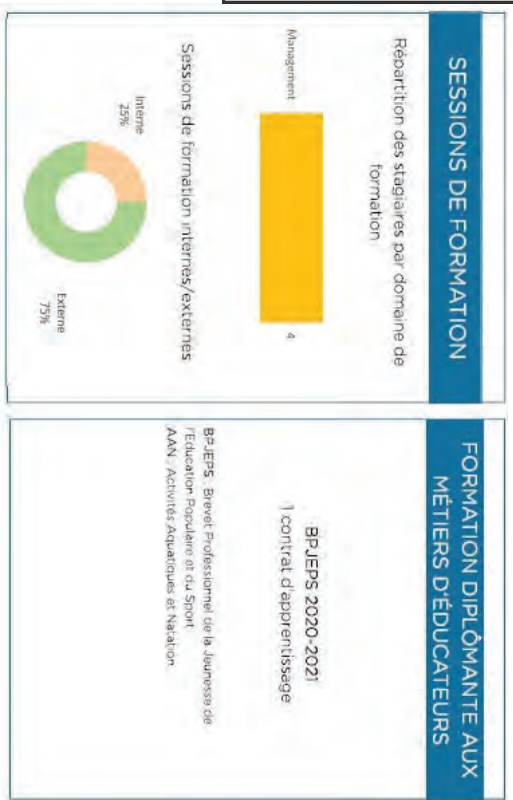 SESSIONS DE FORMATION
Répartition des stagiaires par domaine de
formation
Management
4
Sessions de formation internes/externes
Interne
25%
Externe
75%
FORMATION DIPLÔMANTE AUX
MÉTIERS D'ÉDUCATEURS
BPJEPS 2020-2021
1 contrat d'apprentissage
BPJEPS : Brevet Professionnel de la Jeunesse de
l'Education Populaire et du Sport
AAN : Activités Aquatiques et Natation